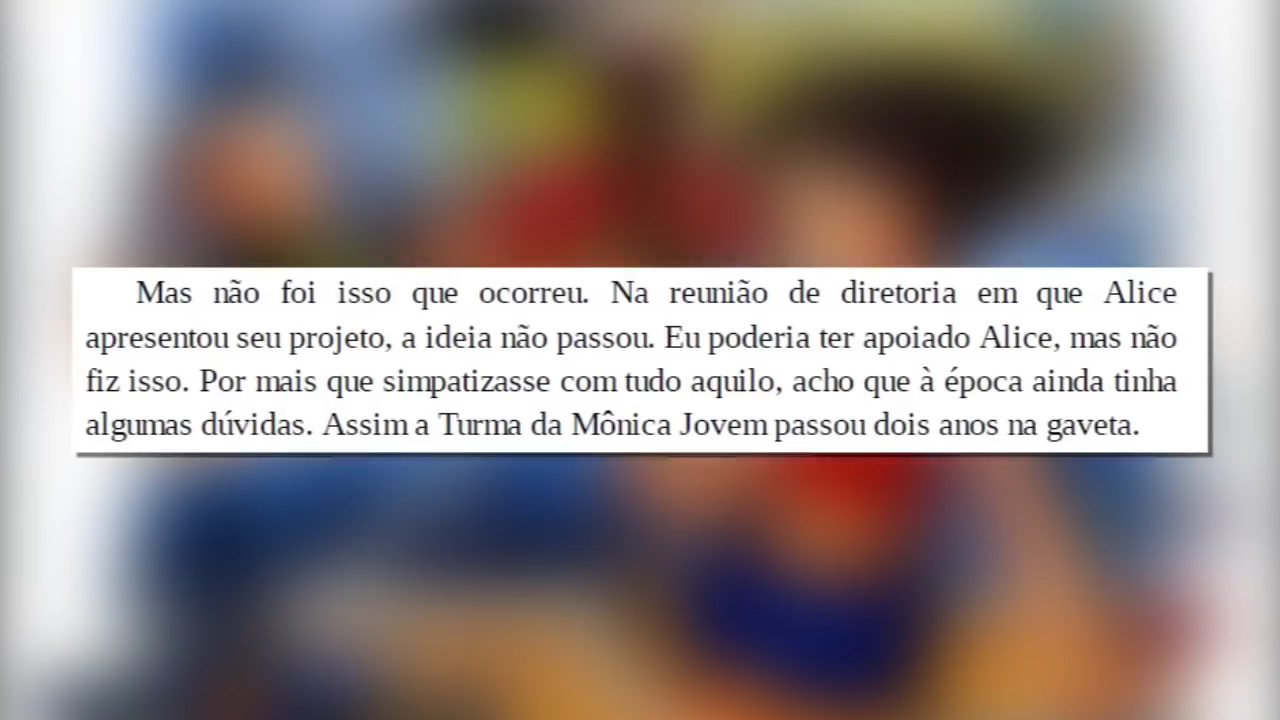 Mas não foi isso que ocorreu. Na reunião de diretoria em que Alice
apresentou seu projeto, a ideia não passou. Eu poderia ter apoiado Alice, mas não
fiz isso. Por mais que simpatizasse com tudo aquilo, acho que à época ainda tinha
algumas dúvidas. Assim a Turma da Mônica Jovem passou dois anos na gaveta.